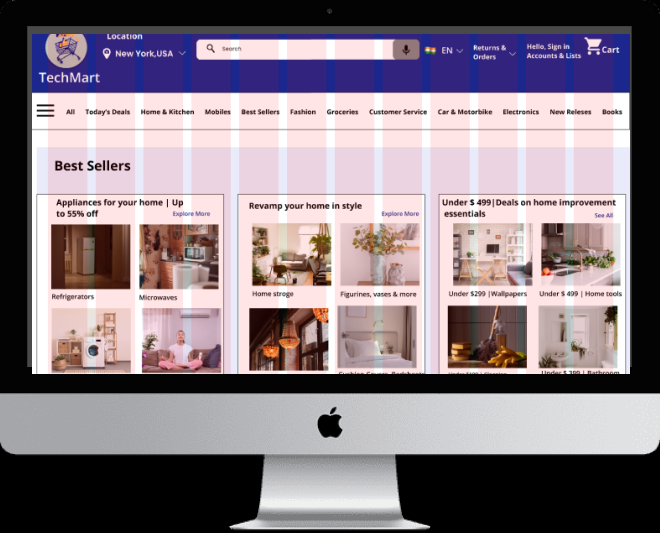 Location
New York,USA
Search
EN
Returns &
Orders
Hello, Sign in
Accounts & Lists
Cart
TechMart
All Today's Deals Home & Kitchen Mobiles Best Sellers Fashion Groceries Customer Service Car & Motorbike Electronics New Releses Books
Best Sellers
Appliances for your home | Up
to 55% off
Explore More
Refrigerators
Microwaves
Revamp your home in style
Explore More
Home stroge
Figurines, vases & more
Under $ 499|Deals on home improvement
essentials
See All
Under $299 |Wallpapers
Under $ 499 | Home tools
Under $ 399 | Bathroom